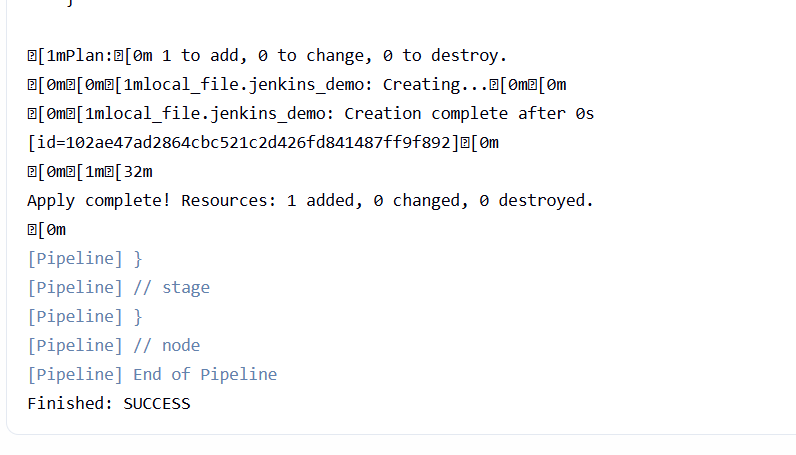 }
␛[1mPlan:␛[0m 1 to add, 0 to change, 0 to destroy.
␛[0m␛[0m␛[1mlocal_file.jenkins_demo: Creating...␛[0m␛[0m
␛[0m␛[1mlocal_file.jenkins_demo: Creation complete after 0s
[id=102ae47ad2864cbc521c2d426fd841487ff9f892]␛[0m
␛[0m␛[1m␛[32m
Apply complete! Resources: 1 added, 0 changed, 0 destroyed.
␛[0m
[Pipeline] }
[Pipeline] // stage
[Pipeline] }
[Pipeline] // node
[Pipeline] End of Pipeline
Finished: SUCCESS